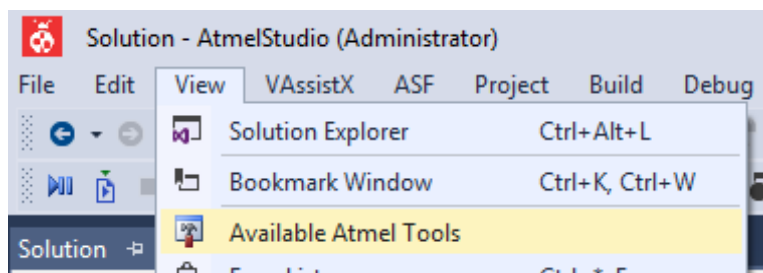 Solution - AtmelStudio (Administrator)
File Edit View VAssistX ASF Project Build Debug
Solution Explorer Ctrl+Alt+L
Bookmark Window Ctrl+K, Ctrl+W
Available Atmel Tools
Solution